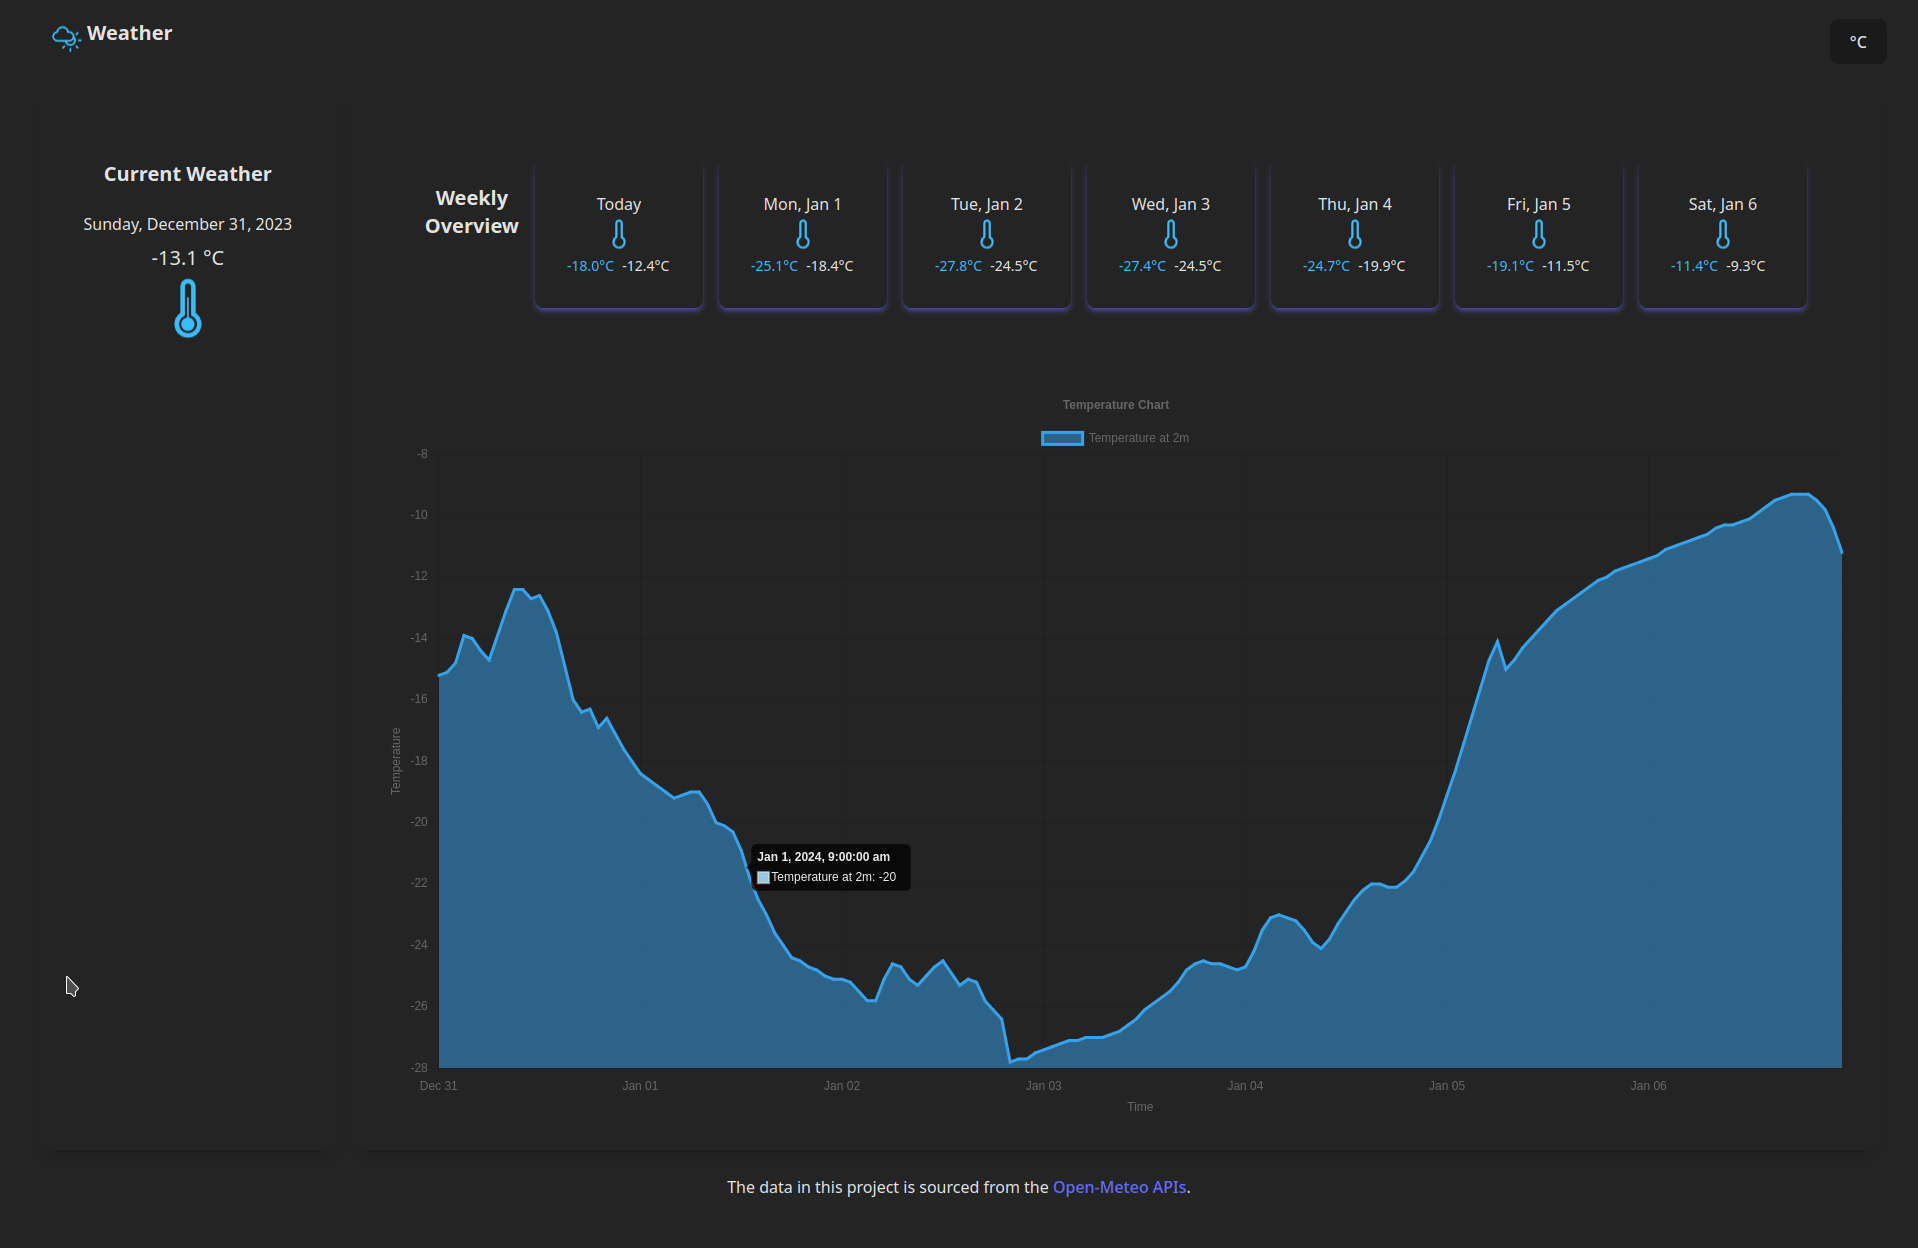 Weather
°C
Current Weather
Sunday, December 31, 2023
-13.1 °C
Weekly
Overview
Today
-18.0°C -12.4°C
Mon, Jan 1
-25.1°C -18.4°C
Tue, Jan 2
-27.8°C -24.5°C
Wed, Jan 3
-27.4°C -24.5°C
Thu, Jan 4
-24.7°C -19.9°C
Fri, Jan 5
-19.1°C -11.5°C
Sat, Jan 6
-11.4°C -9.3°C
Temperature Chart
Temperature at 2m
-8
-10
-12
-14
-16
-18
-20
-22
-24
-26
-28
Temperature
Jan 1, 2024, 9:00:00 am
Temperature at 2m: -20
Dec 31
Jan 01
Jan 02
Jan 03
Jan 04
Jan 05
Jan 06
Time
The data in this project is sourced from the Open-Meteo APIs.